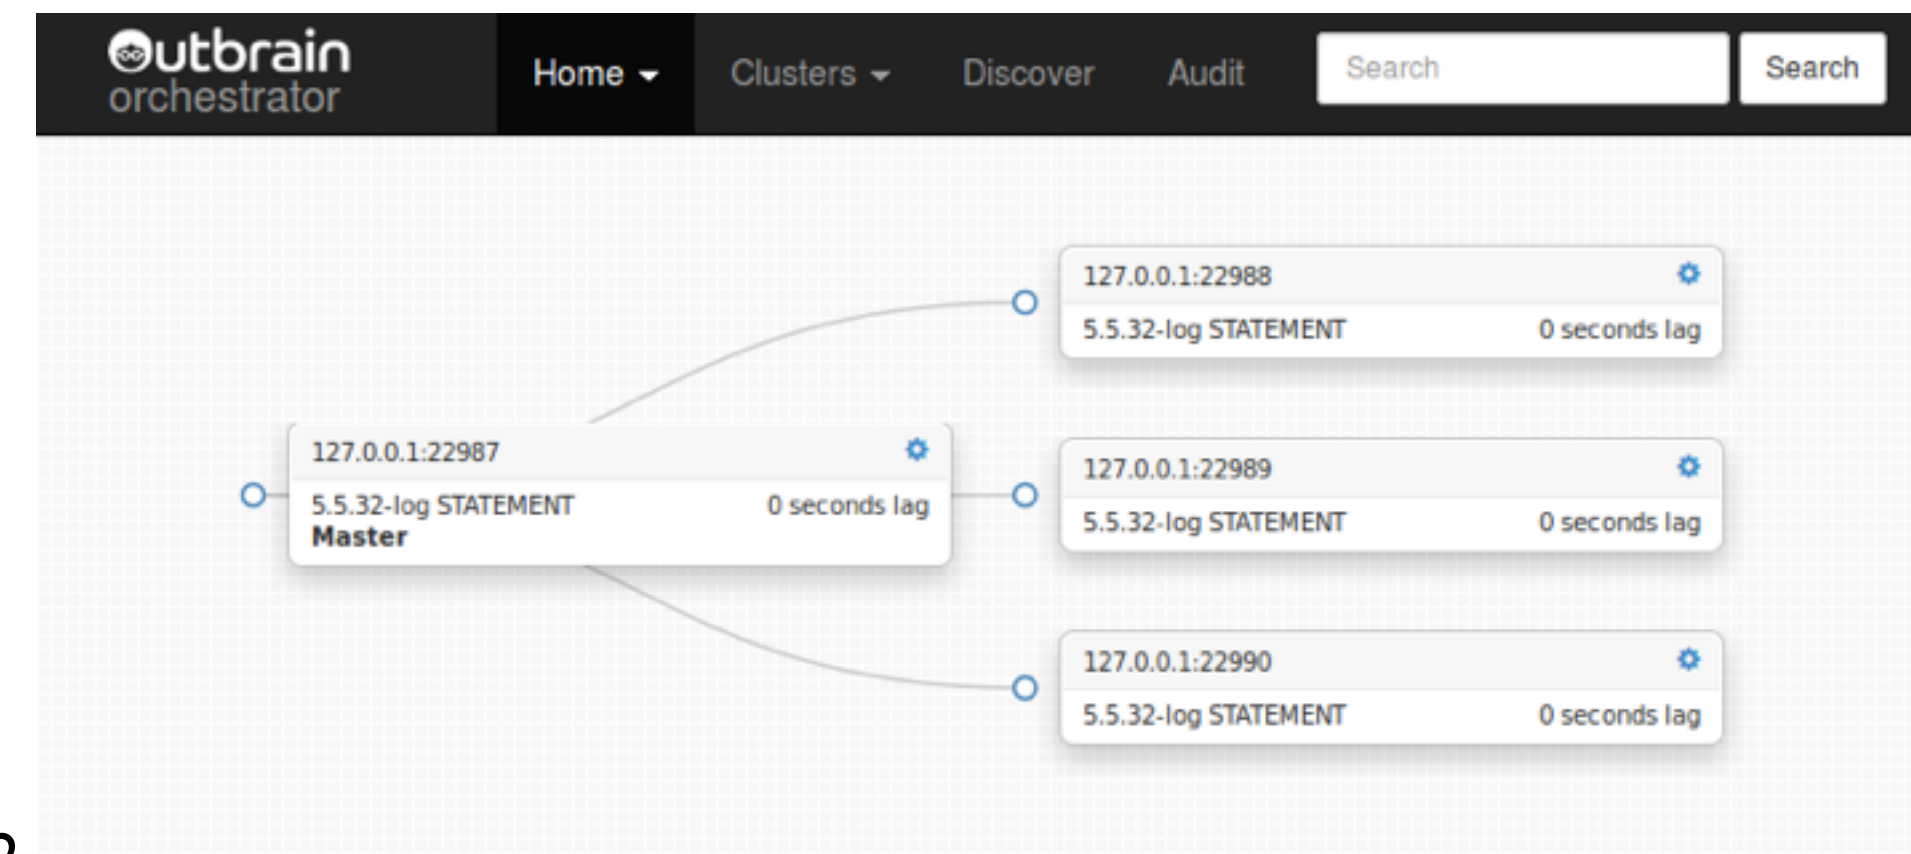 Outbrain
orchestrator
Home
Clusters
Discover
Audit
Search
Search
127.0.0.1:22988
5.5.32-log STATEMENT 0 seconds lag
127.0.0.1:22987
5.5.32-log STATEMENT 0 seconds lag
Master
127.0.0.1:22989
5.5.32-log STATEMENT 0 seconds lag
127.0.0.1:22990
5.5.32-log STATEMENT 0 seconds lag